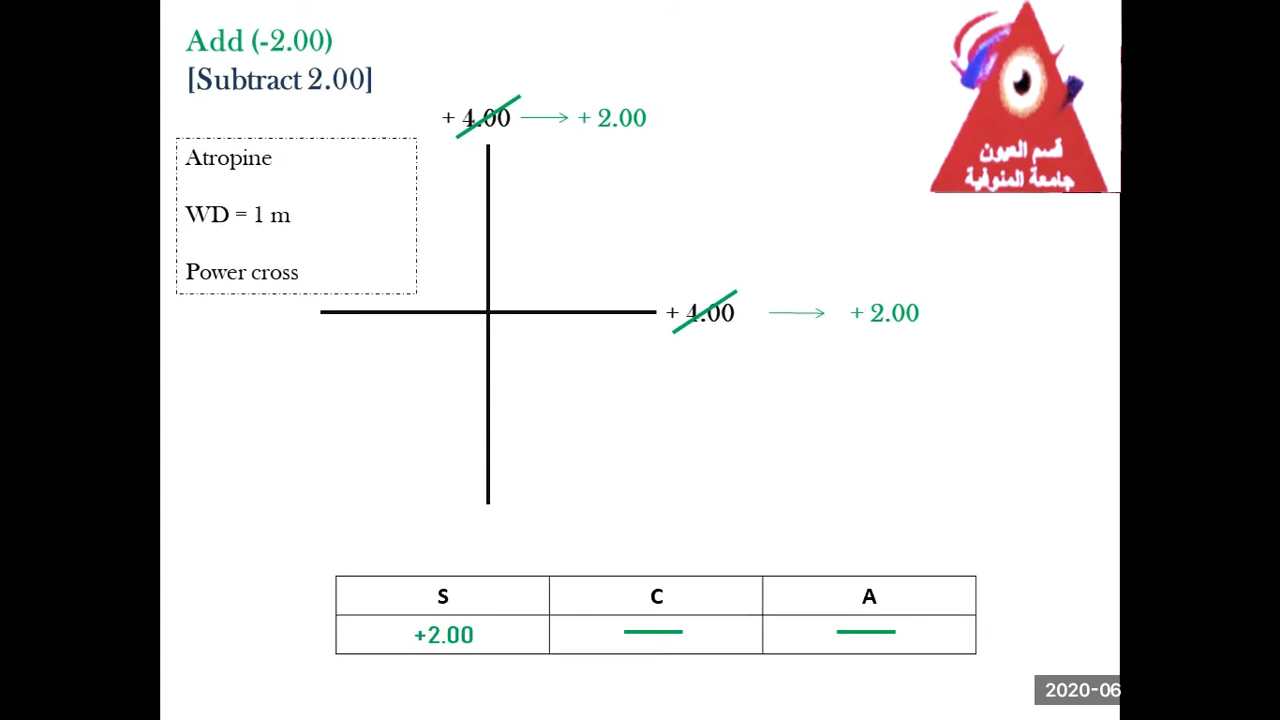 Add (-2.00)
[Subtract 2.00]
+ 4.00 → + 2.00
Atropine
WD = 1 m
Power cross
+ 4.00 → + 2.00
قسم العيون
جامعة المنوفية
S C A
+2.00 — —
2020-06